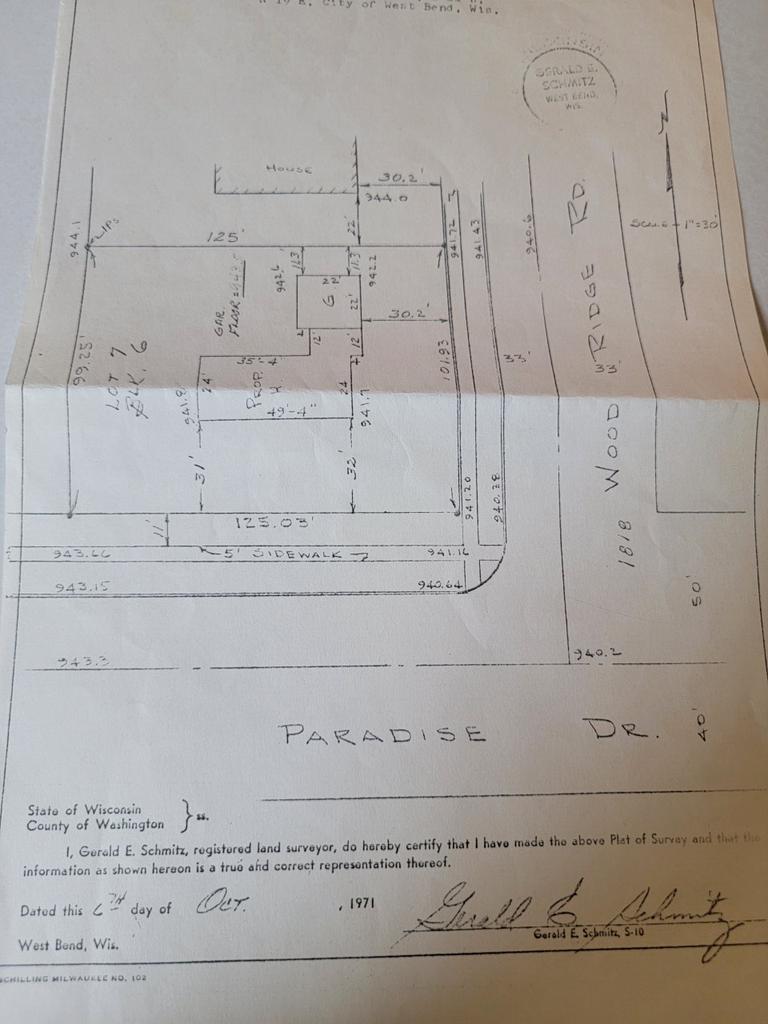 City of West Bend, Wis.
GERALD E.
SCHMITZ
WEST BEND,
WIS.
HOUSE
30.2'
944.0
22'
125'
944.1
941.72
941.43
940.6
Scale - 1"=30'
11.3
11.3
942.6
942.2
22'
G
22'
30.2
GAR.
FLOOR
12'
12'
99.25'
LOT 7
BLK. 6
35'-4"
24'
PROP.
24
49'-4"
941.7
101.93
33'
33'
1818 WOOD RIDGE RD.
31'
32'
941.20
940.38
125.03'
11'
943.66
5' SIDEWALK
941.16
943.15
940.64
943.3
940.2
50'
PARADISE DR.
40'
State of Wisconsin
County of Washington } ss.
I, Gerald E. Schmitz, registered land surveyor, do hereby certify that I have made the above Plat of Survey and that the
information as shown hereon is a true and correct representation thereof.
Dated this 6TH day of OCT. , 1971
Gerald E. Schmitz
Gerald E. Schmitz, S-10
West Bend, Wis.
SCHILLING MILWAUKEE NO. 102